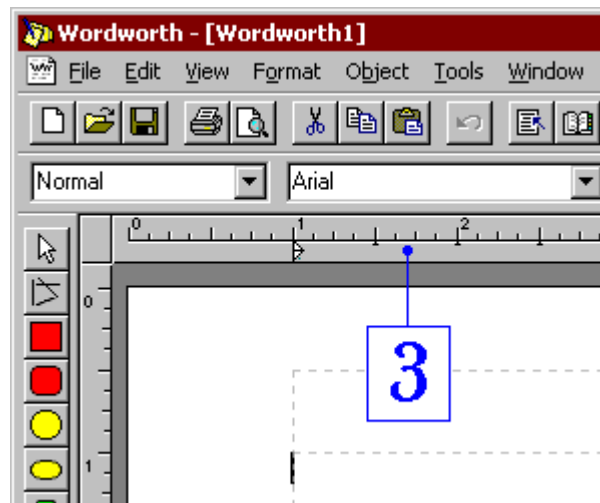 Wordworth - [Wordworth1]
File Edit View Format Object Tools Window
Normal Arial
0 1 2
0
3
1